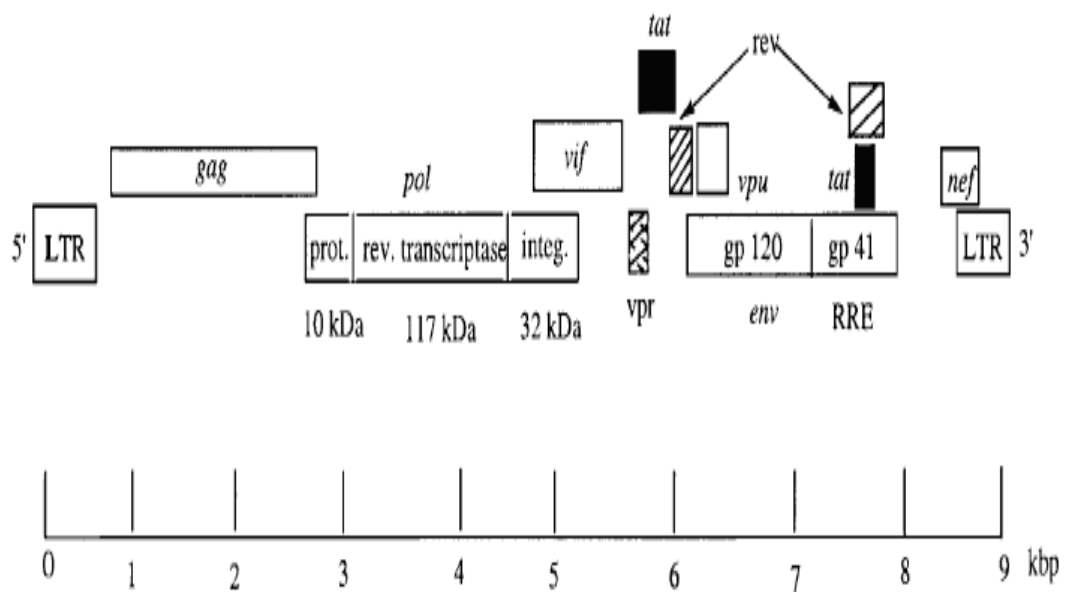 tat
rev
gag
pol
vif
vpu
tat
nef
5' LTR
prot. rev. transcriptase integ.
gp 120 gp 41
LTR 3'
10 kDa 117 kDa 32 kDa
vpr
env
RRE
0 1 2 3 4 5 6 7 8 9 kbp